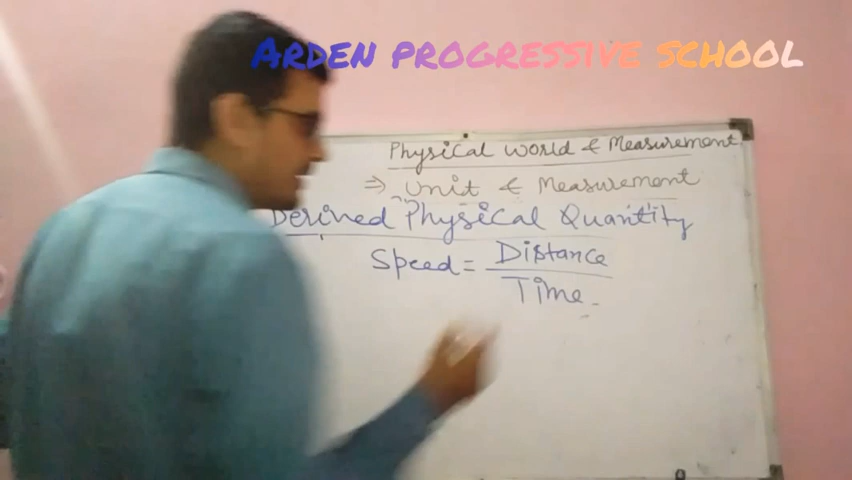 ARDEN PROGRESSIVE SCHOOL
Physical world & Measurement
⇒ Unit & Measurement
Derived Physical Quantity
Speed = Distance
Time